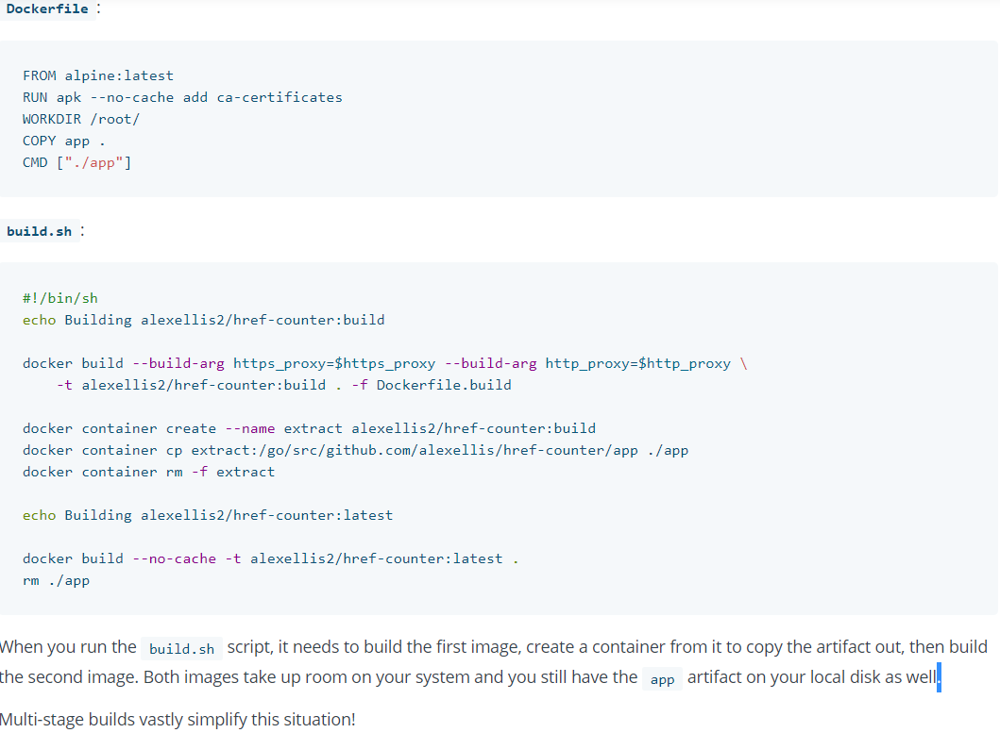 Dockerfile :
FROM alpine:latest
RUN apk --no-cache add ca-certificates
WORKDIR /root/
COPY app .
CMD ["./app"]
build.sh :
#!/bin/sh
echo Building alexellis2/href-counter:build
docker build --build-arg https_proxy=$https_proxy --build-arg http_proxy=$http_proxy \
    -t alexellis2/href-counter:build . -f Dockerfile.build
docker container create --name extract alexellis2/href-counter:build
docker container cp extract:/go/src/github.com/alexellis/href-counter/app ./app
docker container rm -f extract
echo Building alexellis2/href-counter:latest
docker build --no-cache -t alexellis2/href-counter:latest .
rm ./app
When you run the build.sh script, it needs to build the first image, create a container from it to copy the artifact out, then build
the second image. Both images take up room on your system and you still have the app artifact on your local disk as well.
Multi-stage builds vastly simplify this situation!